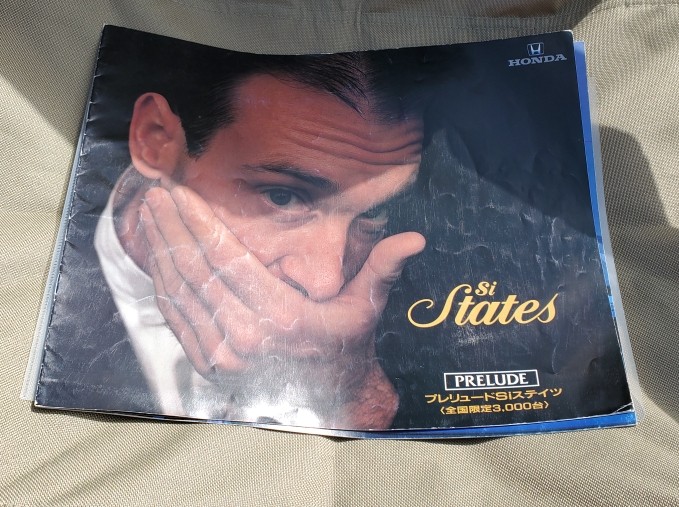 HONDA
Si
States
PRELUDE
プレリュードSiステイツ
〈全国限定3,000台〉